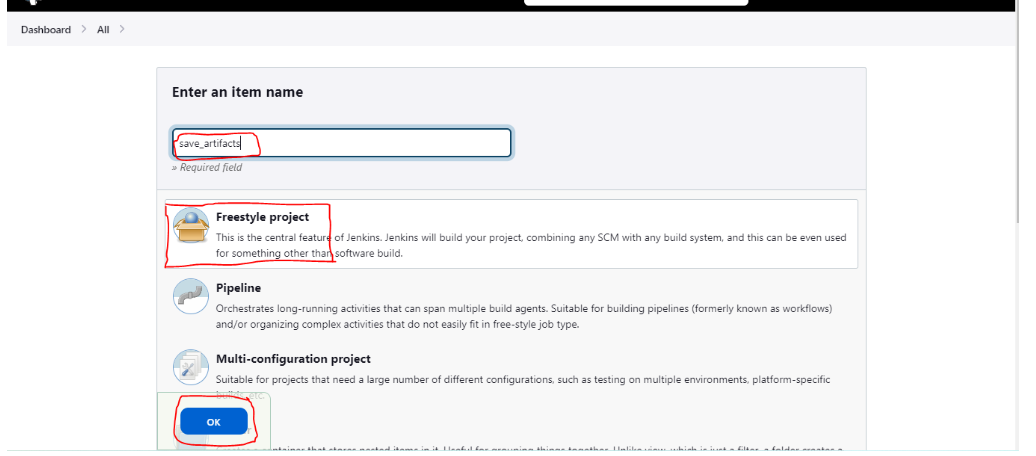 Dashboard > All >
Enter an item name
save_artifacts
» Required field
Freestyle project
This is the central feature of Jenkins. Jenkins will build your project, combining any SCM with any build system, and this can be even used
for something other than software build.
Pipeline
Orchestrates long-running activities that can span multiple build agents. Suitable for building pipelines (formerly known as workflows)
and/or organizing complex activities that do not easily fit in free-style job type.
Multi-configuration project
Suitable for projects that need a large number of different configurations, such as testing on multiple environments, platform-specific
builds, etc.
OK
container that stores nested items in it. Useful for grouping things together. Unlike view, which is just a filter, a folder creates a